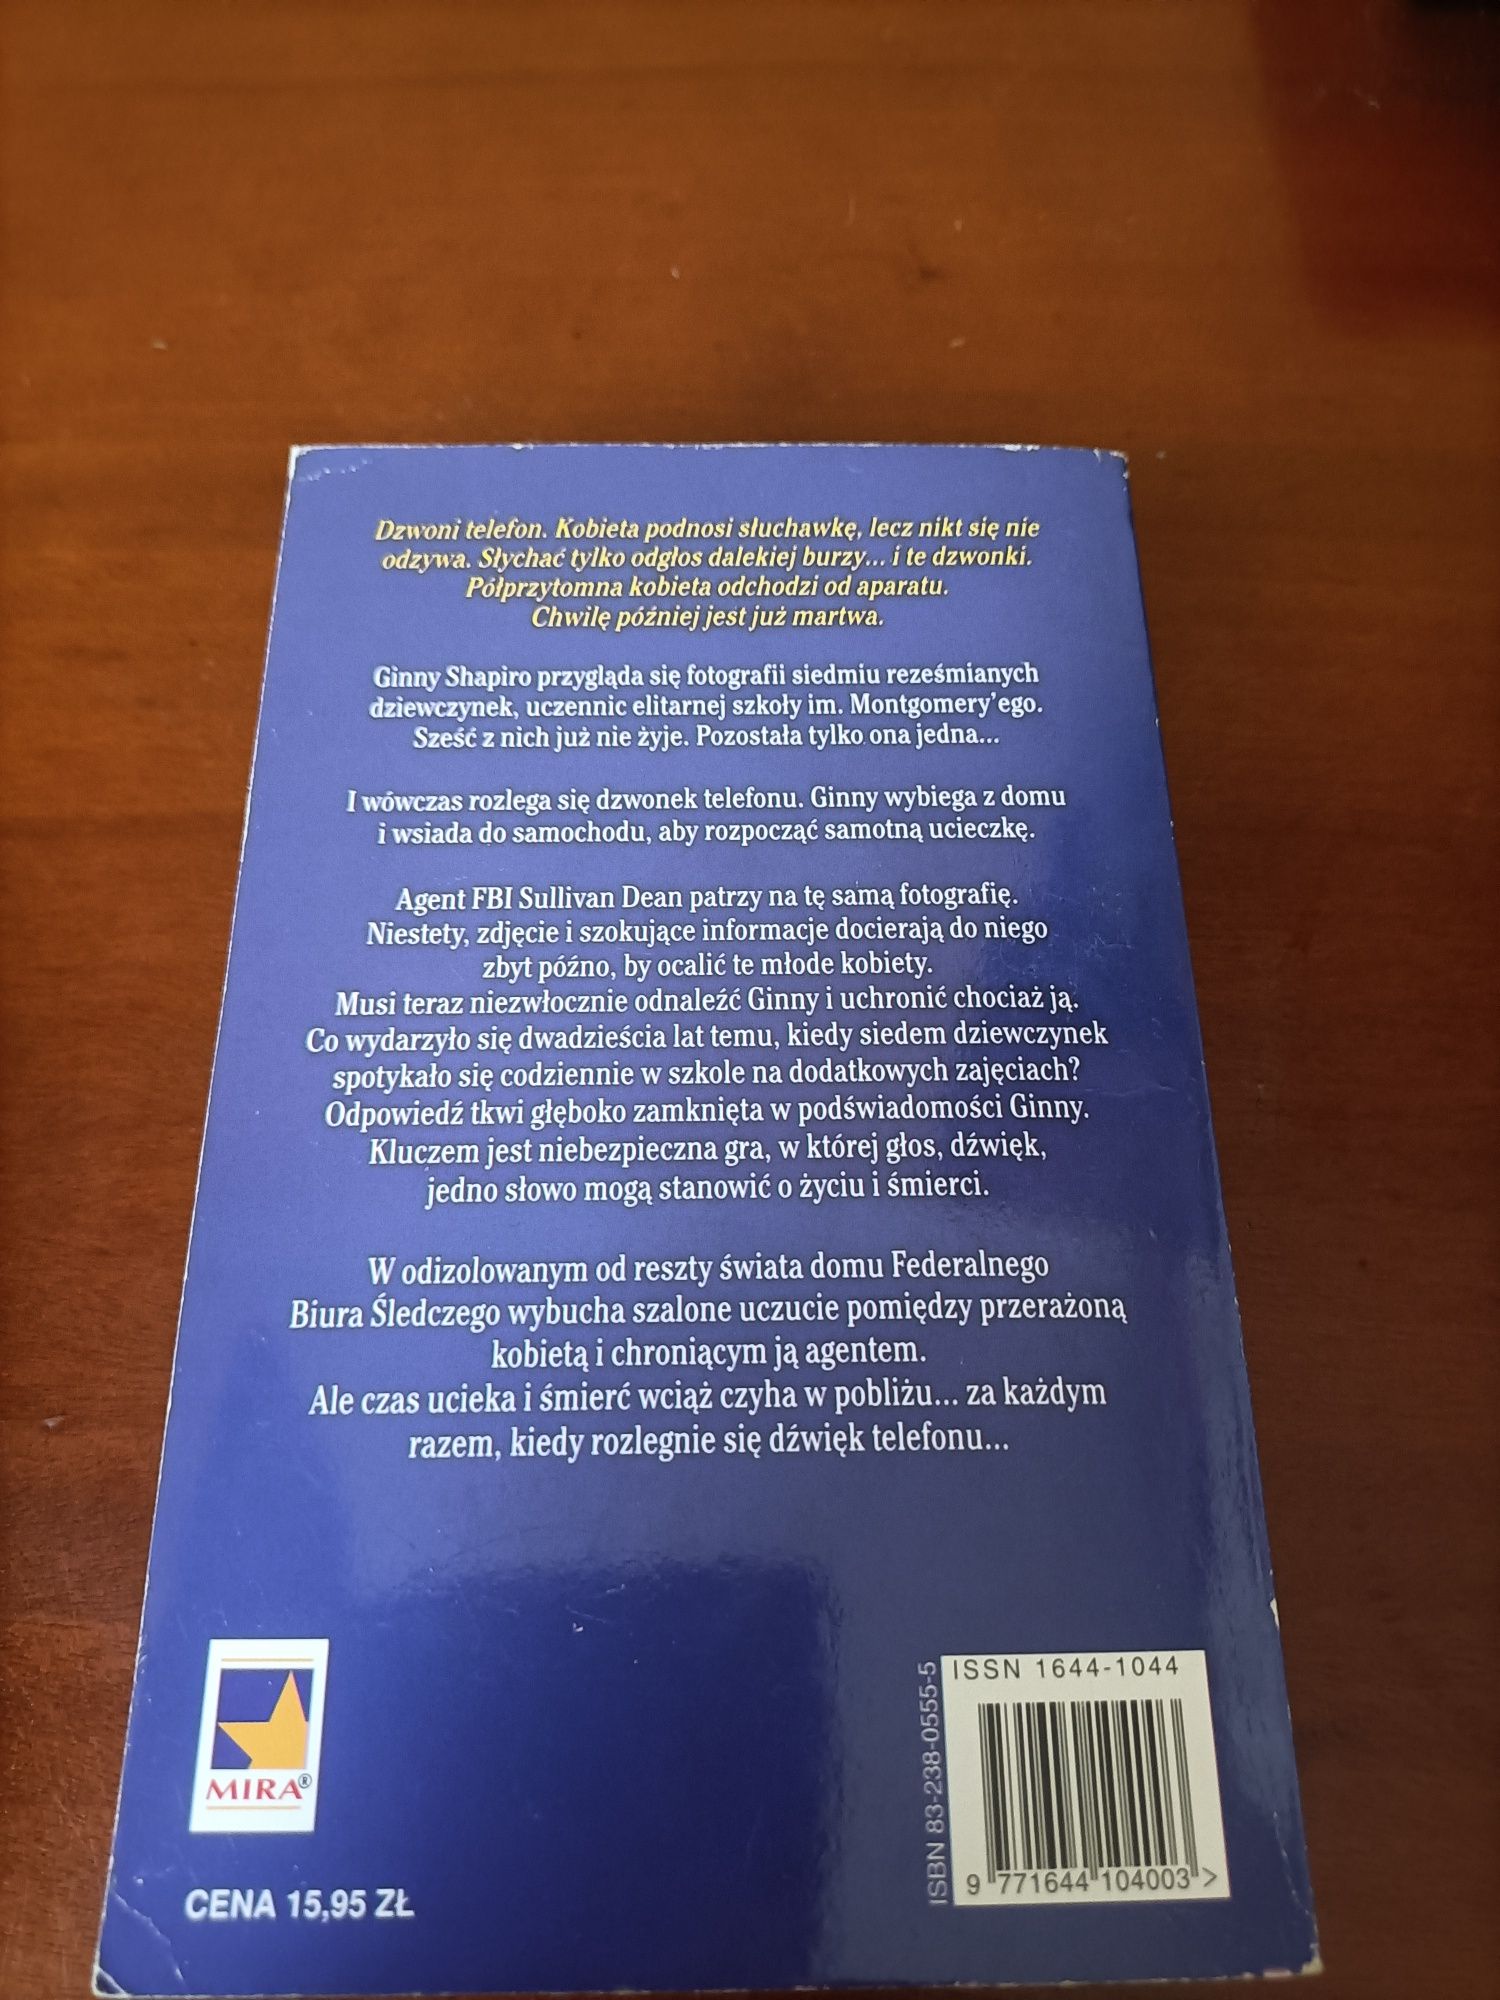 Dzwoni telefon. Kobieta podnosi słuchawkę, lecz nikt się nie
odzywa. Słychać tylko odgłos dalekiej burzy... i te dzwonki.
Półprzytomna kobieta odchodzi od aparatu.
Chwilę później jest już martwa.
Ginny Shapiro przygląda się fotografii siedmiu roześmianych
dziewczynek, uczennic elitarnej szkoły im. Montgomery'ego.
Sześć z nich już nie żyje. Pozostała tylko ona jedna...
I wówczas rozlega się dzwonek telefonu. Ginny wybiega z domu
i wsiada do samochodu, aby rozpocząć samotną ucieczkę.
Agent FBI Sullivan Dean patrzy na tę samą fotografię.
Niestety, zdjęcie i szokujące informacje docierają do niego
zbyt późno, by ocalić te młode kobiety.
Musi teraz niezwłocznie odnaleźć Ginny i uchronić chociaż ją.
Co wydarzyło się dwadzieścia lat temu, kiedy siedem dziewczynek
spotykało się codziennie w szkole na dodatkowych zajęciach?
Odpowiedź tkwi głęboko zamknięta w podświadomości Ginny.
Kluczem jest niebezpieczna gra, w której głos, dźwięk,
jedno słowo mogą stanowić o życiu i śmierci.
W odizolowanym od reszty świata domu Federalnego
Biura Śledczego wybucha szalone uczucie pomiędzy przerażoną
kobietą i chroniącym ją agentem.
Ale czas ucieka i śmierć wciąż czyha w pobliżu... za każdym
razem, kiedy rozlegnie się dźwięk telefonu...
MIRA®
CENA 15,95 ZŁ
ISBN 83-238-0555-5
ISSN 1644-1044
9 771644 104003 >